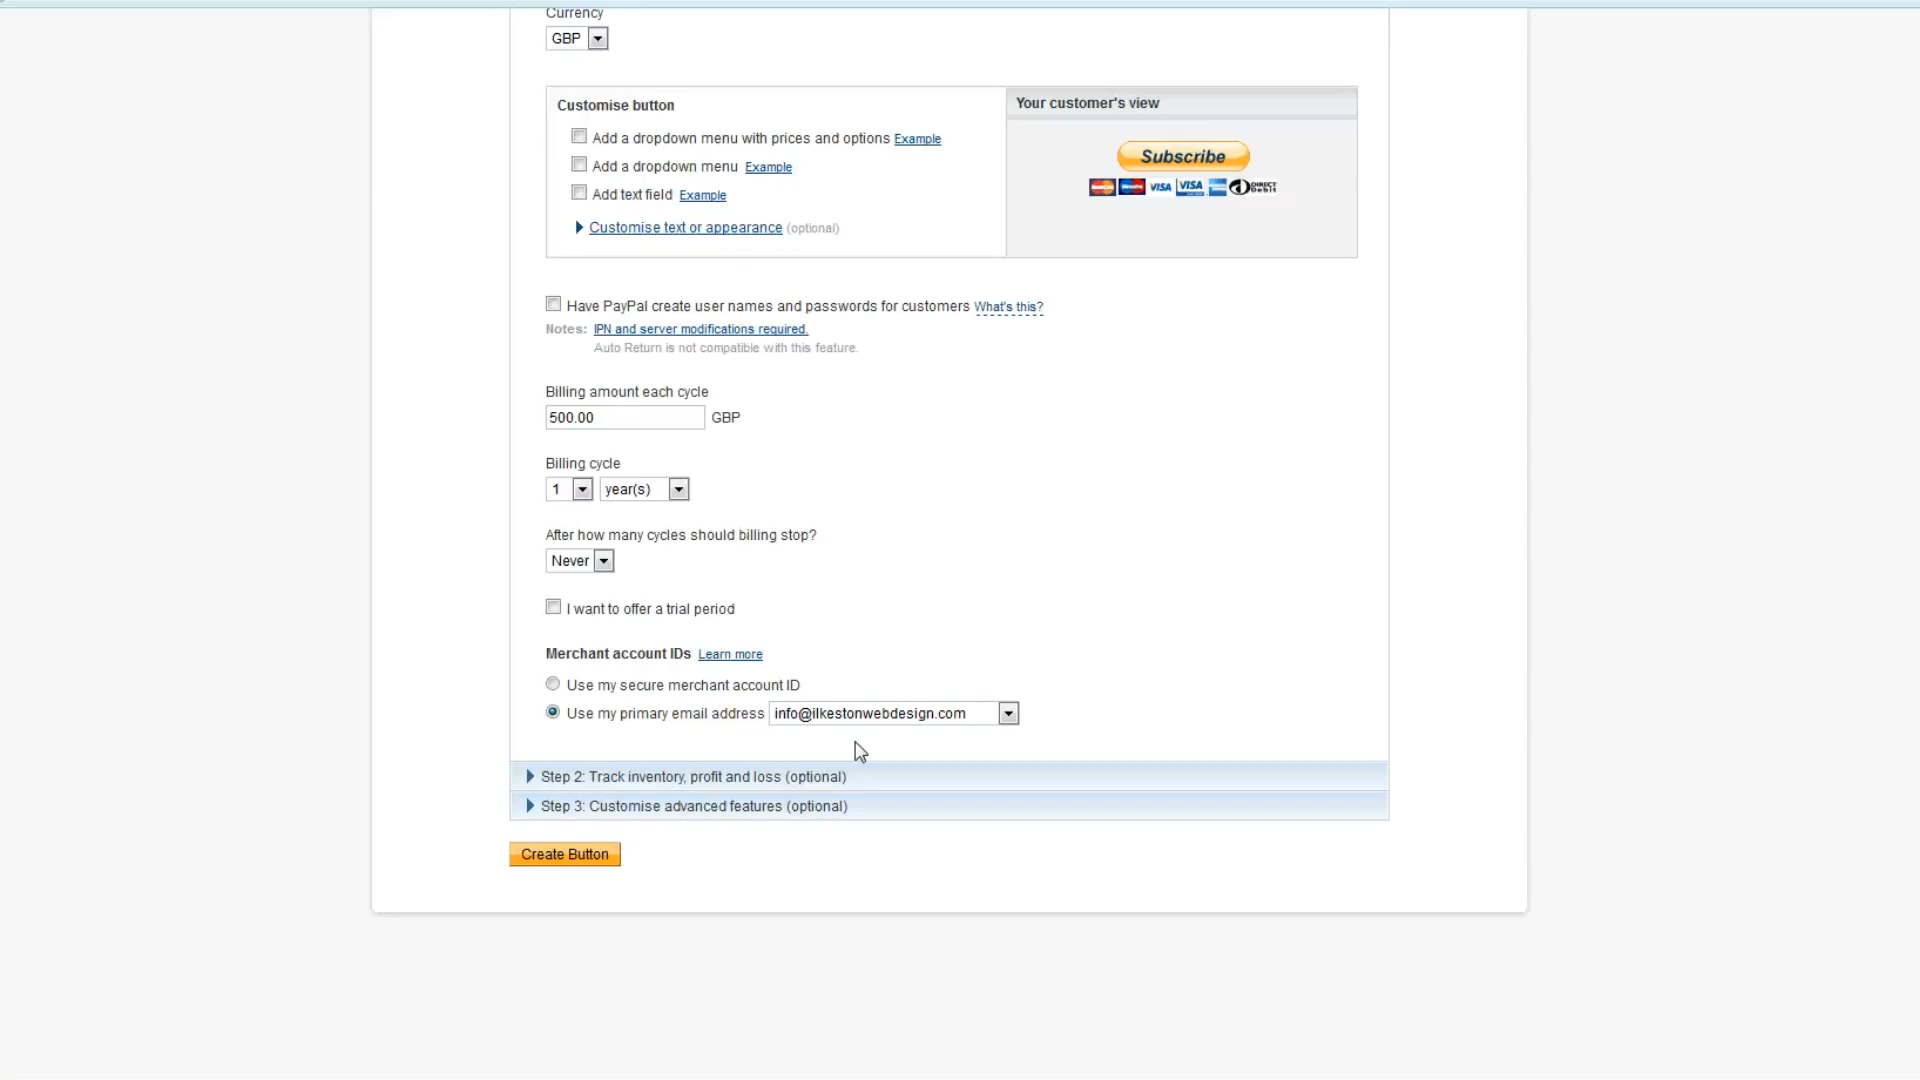 Currency
GBP
Customise button
Your customer's view
Add a dropdown menu with prices and options Example
Add a dropdown menu Example
Add text field Example
Customise text or appearance (optional)
Subscribe
VISA VISA DIRECT Debit
Have PayPal create user names and passwords for customers What's this?
Notes: IPN and server modifications required.
Auto Return is not compatible with this feature.
Billing amount each cycle
500.00 GBP
Billing cycle
1 year(s)
After how many cycles should billing stop?
Never
I want to offer a trial period
Merchant account IDs Learn more
Use my secure merchant account ID
Use my primary email address info@ilkestonwebdesign.com
Step 2: Track inventory, profit and loss (optional)
Step 3: Customise advanced features (optional)
Create Button